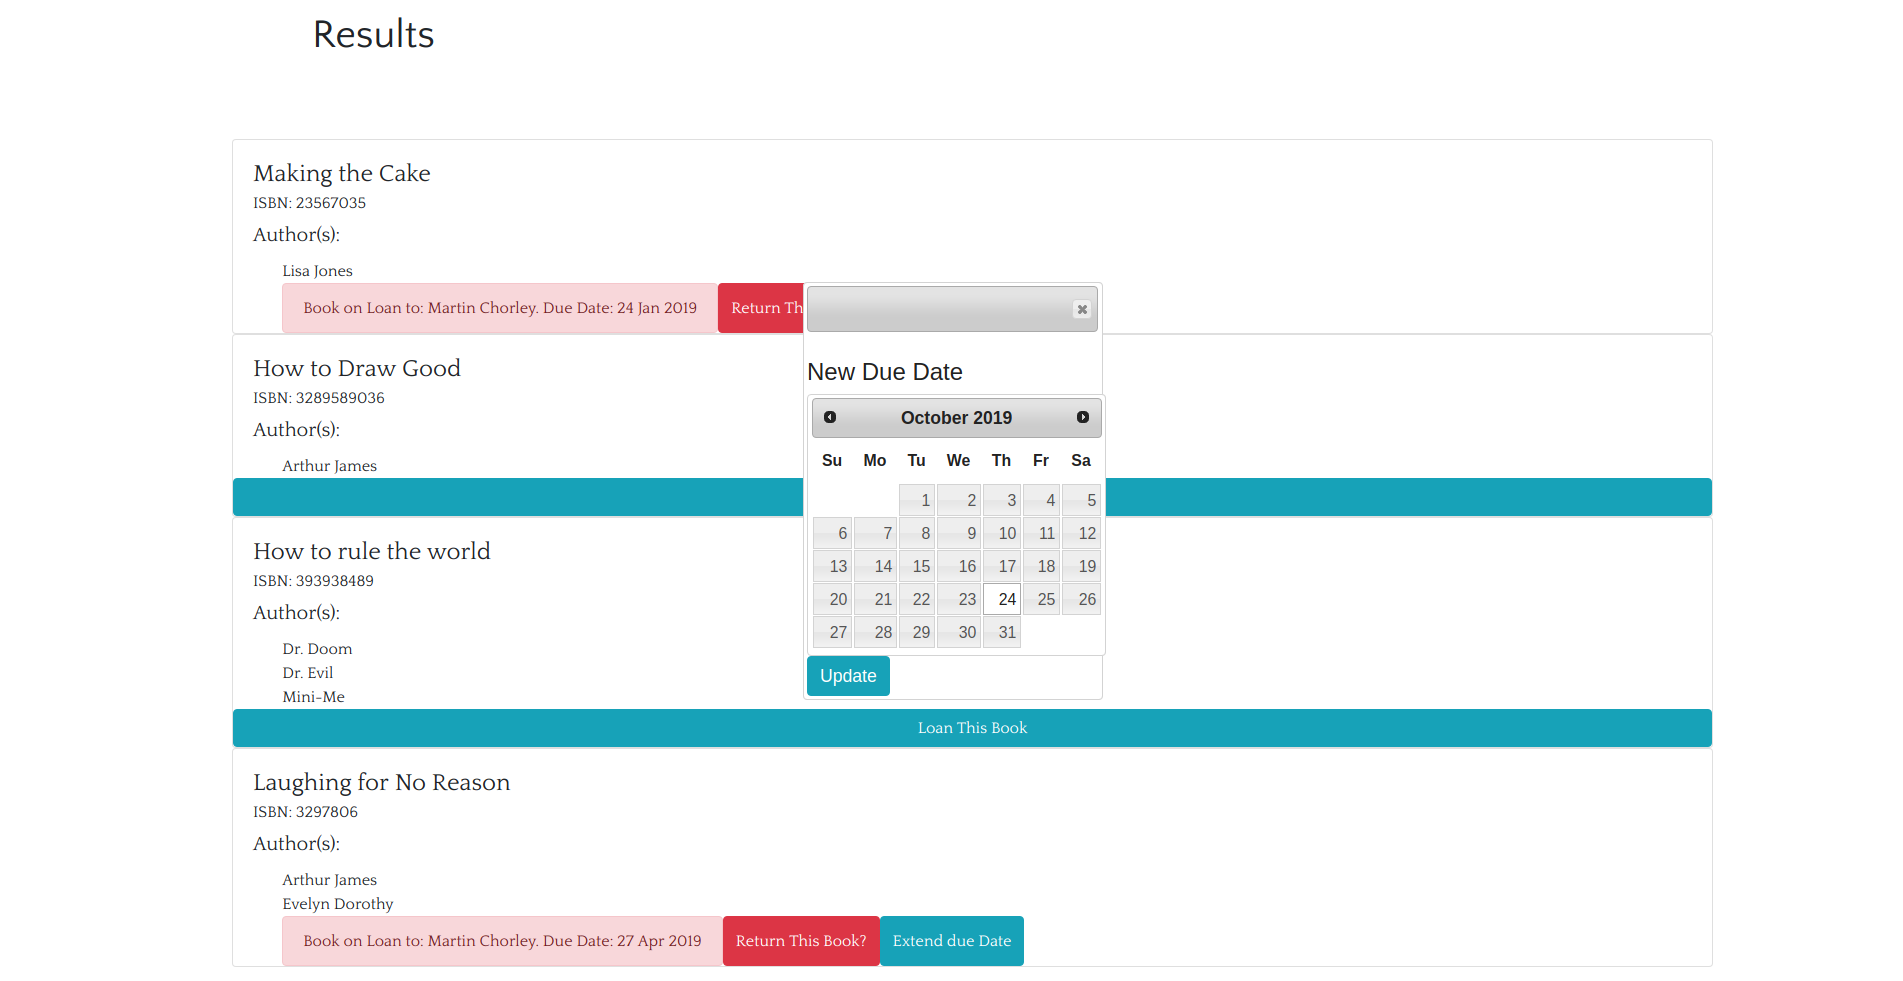 Results
Making the Cake
ISBN: 23567035
Author(s):
Lisa Jones
Book on Loan to: Martin Chorley. Due Date: 24 Jan 2019
Return Th
How to Draw Good
ISBN: 3289589036
Author(s):
Arthur James
How to rule the world
ISBN: 393938489
Author(s):
Dr. Doom
Dr. Evil
Mini-Me
Loan This Book
Laughing for No Reason
ISBN: 3297806
Author(s):
Arthur James
Evelyn Dorothy
Book on Loan to: Martin Chorley. Due Date: 27 Apr 2019
Return This Book?
Extend due Date
New Due Date
October 2019
Su Mo Tu We Th Fr Sa
1 2 3 4 5
6 7 8 9 10 11 12
13 14 15 16 17 18 19
20 21 22 23 24 25 26
27 28 29 30 31
Update